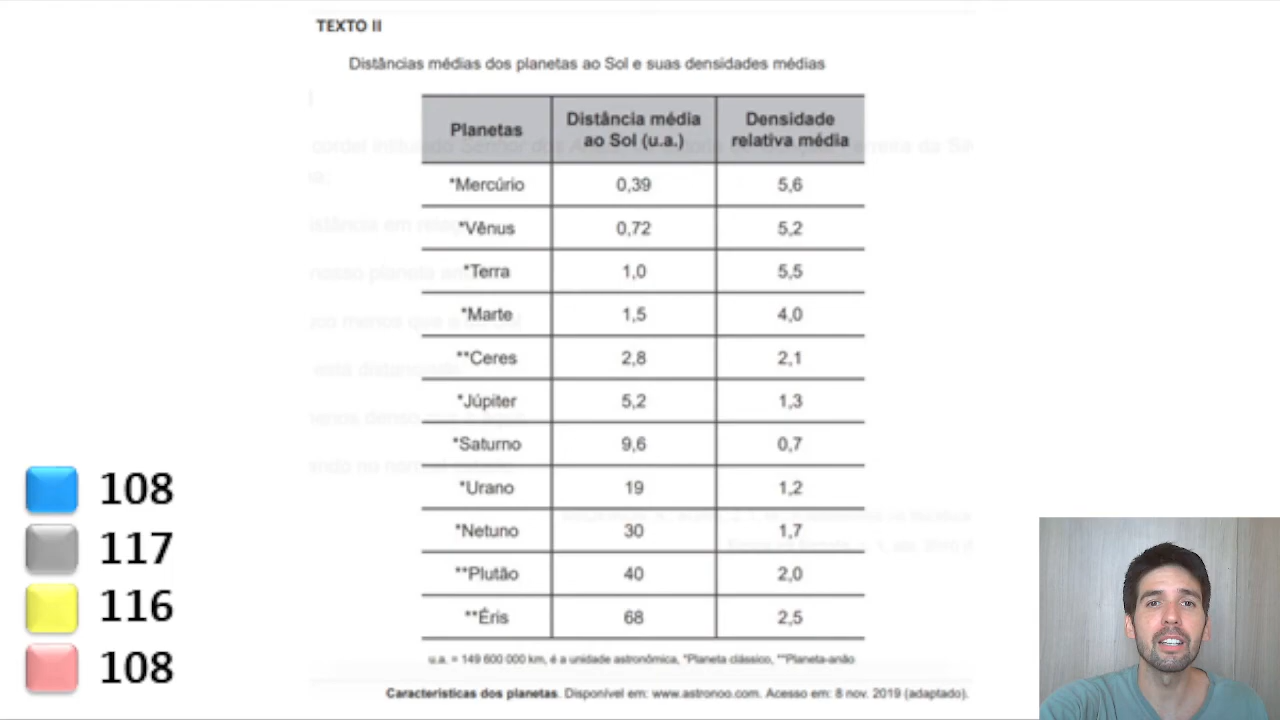 TEXTO II
Distâncias médias dos planetas ao Sol e suas densidades médias
Planetas Distância média ao Sol (u.a.) Densidade relativa média
*Mercúrio 0,39 5,6
*Vênus 0,72 5,2
*Terra 1,0 5,5
*Marte 1,5 4,0
**Ceres 2,8 2,1
*Júpiter 5,2 1,3
*Saturno 9,6 0,7
*Urano 19 1,2
*Netuno 30 1,7
**Plutão 40 2,0
**Éris 68 2,5
u.a. = 149 600 000 km, é a unidade astronômica, *Planeta clássico, **Planeta-anão
Características dos planetas. Disponível em: www.astronoo.com. Acesso em: 8 nov. 2019 (adaptado).
108
117
116
108